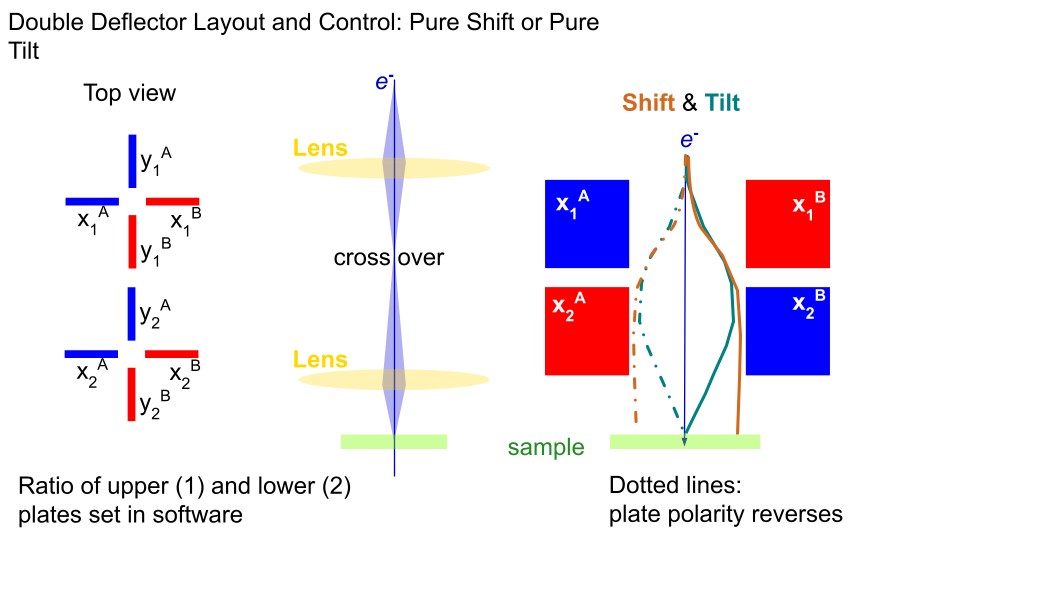 Double Deflector Layout and Control: Pure Shift or Pure
Tilt
Top view
y₁ᴬ
x₁ᴬ
x₁ᴮ
y₁ᴮ
y₂ᴬ
x₂ᴬ
x₂ᴮ
y₂ᴮ
Ratio of upper (1) and lower (2)
plates set in software
e⁻
Lens
cross over
Lens
sample
Shift & Tilt
e⁻
x₁ᴬ
x₁ᴮ
x₂ᴬ
x₂ᴮ
Dotted lines:
plate polarity reverses